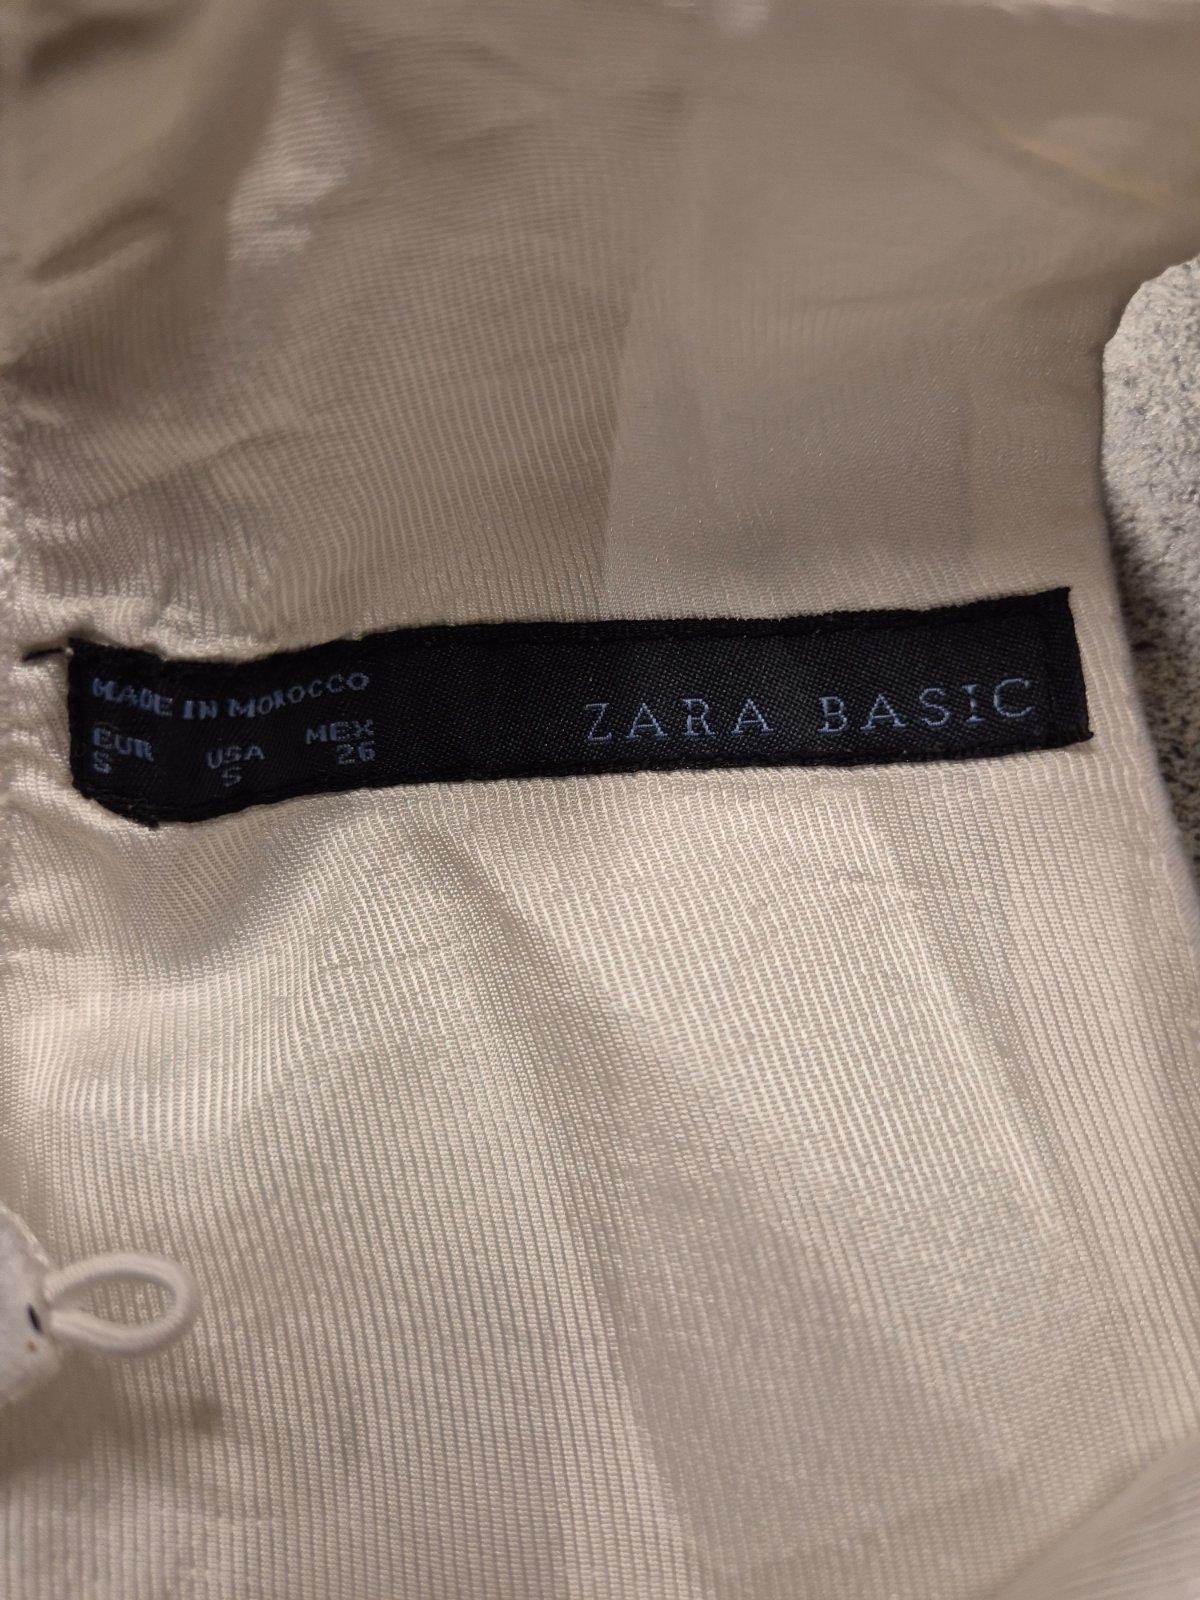 MADE IN MOROCCO
EUR USA MEX
S S 26
ZARA BASIC